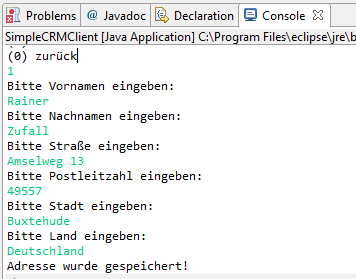 Problems @ Javadoc Declaration Console
SimpleCRMClient [Java Application] C:\Program Files\eclipse\jre\b
(0) zurück
1
Bitte Vornamen eingeben:
Rainer
Bitte Nachnamen eingeben:
Zufall
Bitte Straße eingeben:
Amselweg 13
Bitte Postleitzahl eingeben:
49557
Bitte Stadt eingeben:
Buxtehude
Bitte Land eingeben:
Deutschland
Adresse wurde gespeichert!